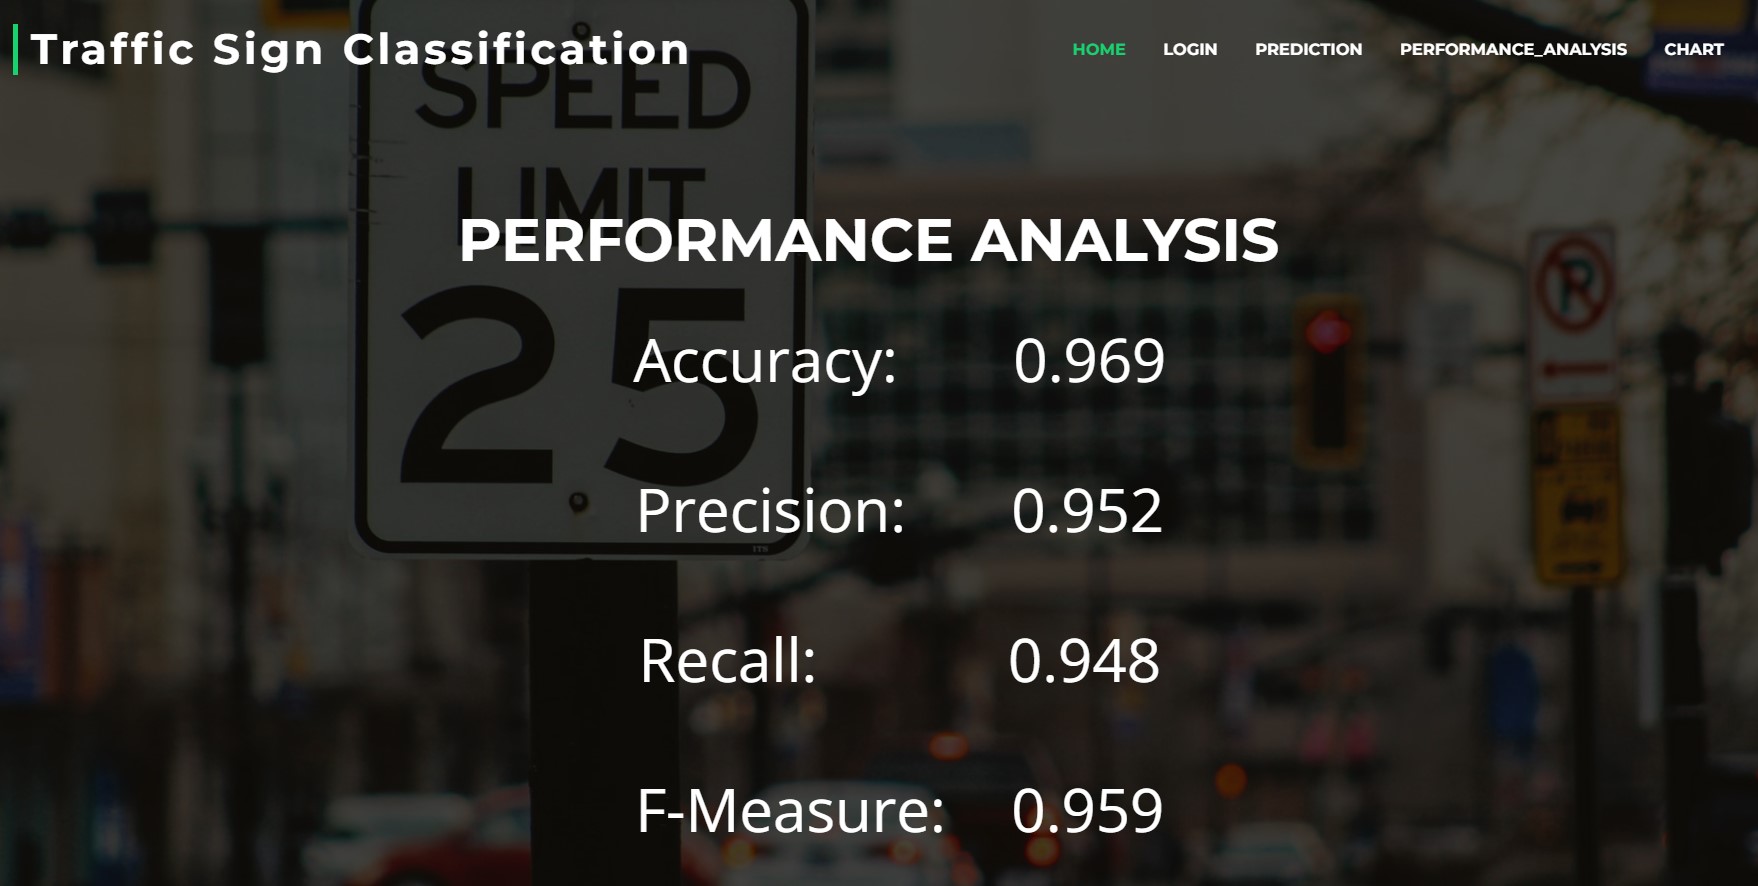 Traffic Sign Classification
HOME LOGIN PREDICTION PERFORMANCE_ANALYSIS CHART
SPEED
LIMIT
PERFORMANCE ANALYSIS
25
Accuracy: 0.969
Precision: 0.952
ITS
Recall: 0.948
F-Measure: 0.959